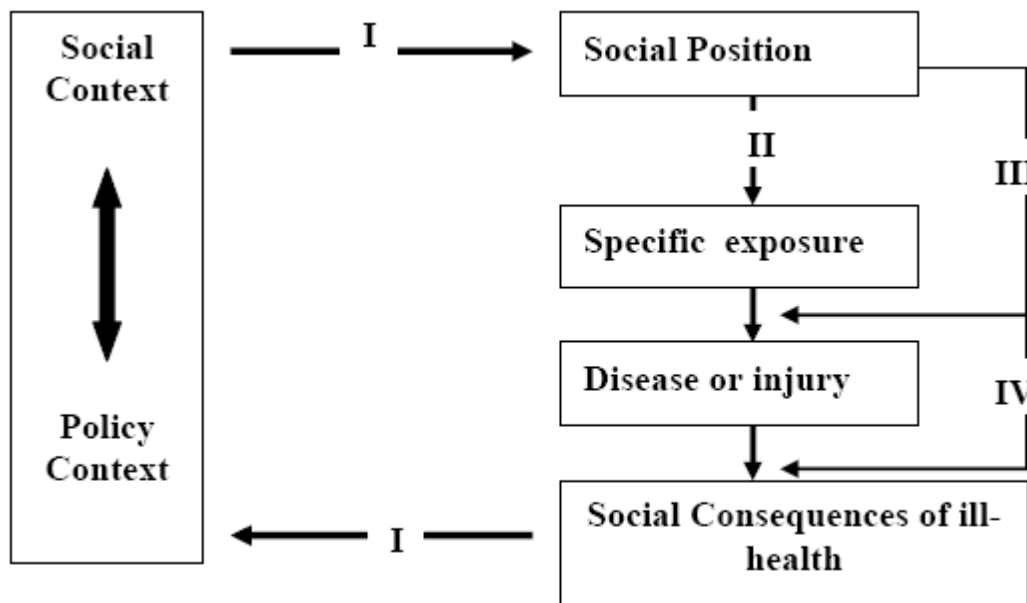 Social
Context
I
Social Position
II
III
Specific exposure
Disease or injury
IV
Policy
Context
I
Social Consequences of ill-
health